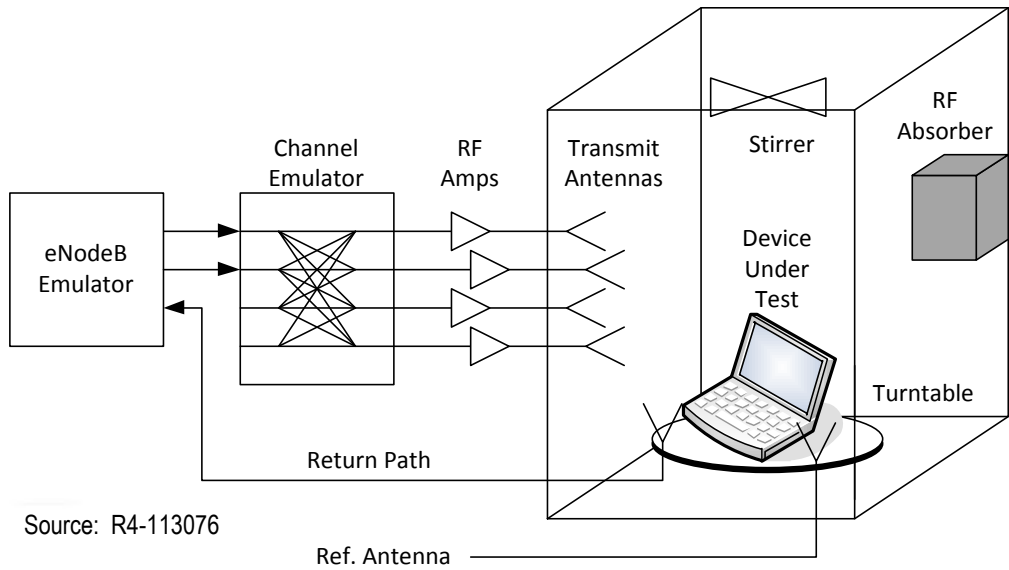 Channel
Emulator
RF
Amps
Transmit
Antennas
Stirrer
RF
Absorber
eNodeB
Emulator
Device
Under
Test
Turntable
Return Path
Source: R4-113076
Ref. Antenna